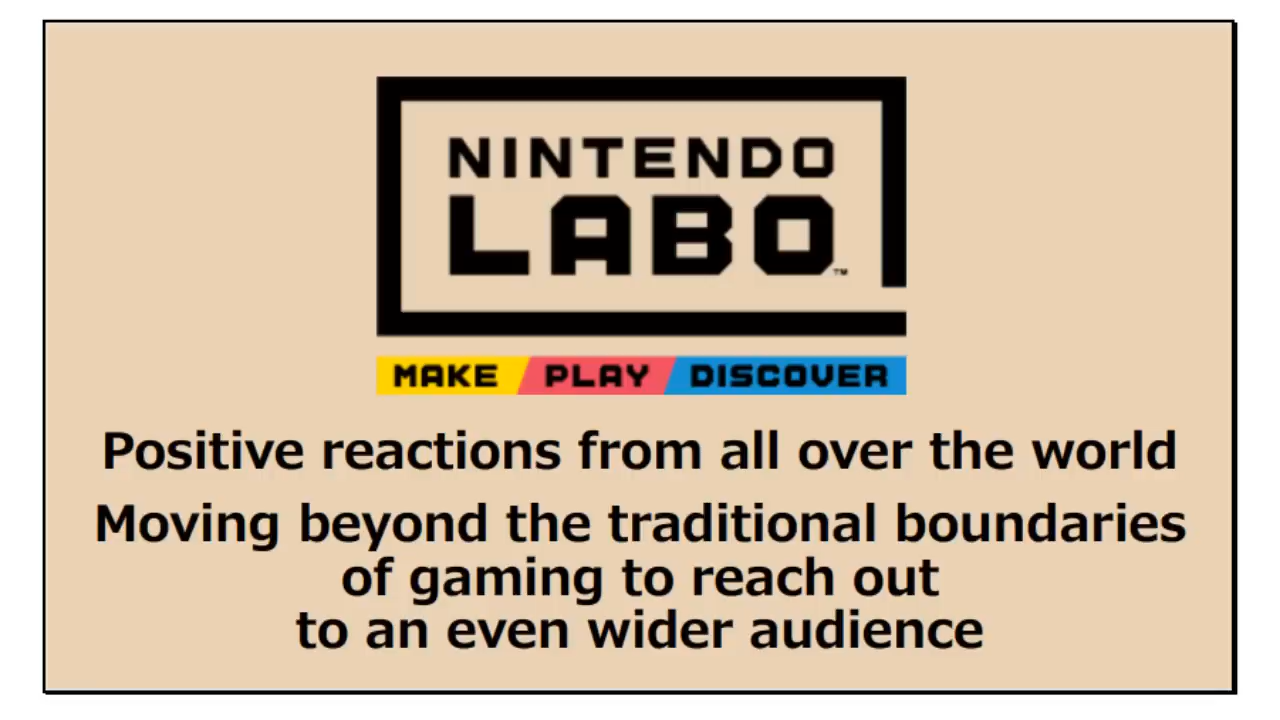 NINTENDO
LABO™
MAKE PLAY DISCOVER
Positive reactions from all over the world
Moving beyond the traditional boundaries
of gaming to reach out
to an even wider audience